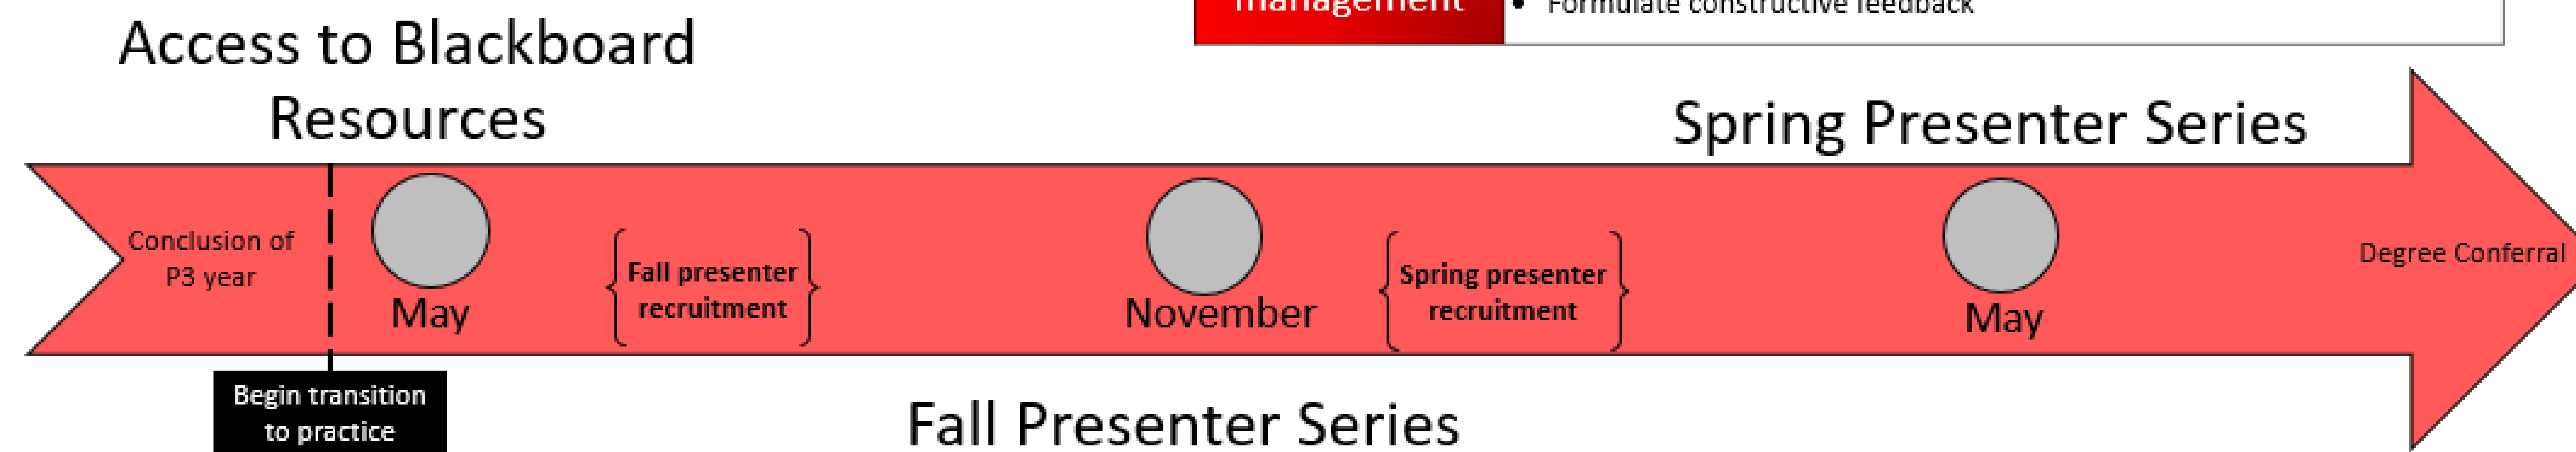 management
• Formulate constructive feedback
Access to Blackboard
Resources
Spring Presenter Series
Conclusion of
P3 year
May
Fall presenter
recruitment
November
Spring presenter
recruitment
May
Degree Conferral
Begin transition
to practice
Fall Presenter Series